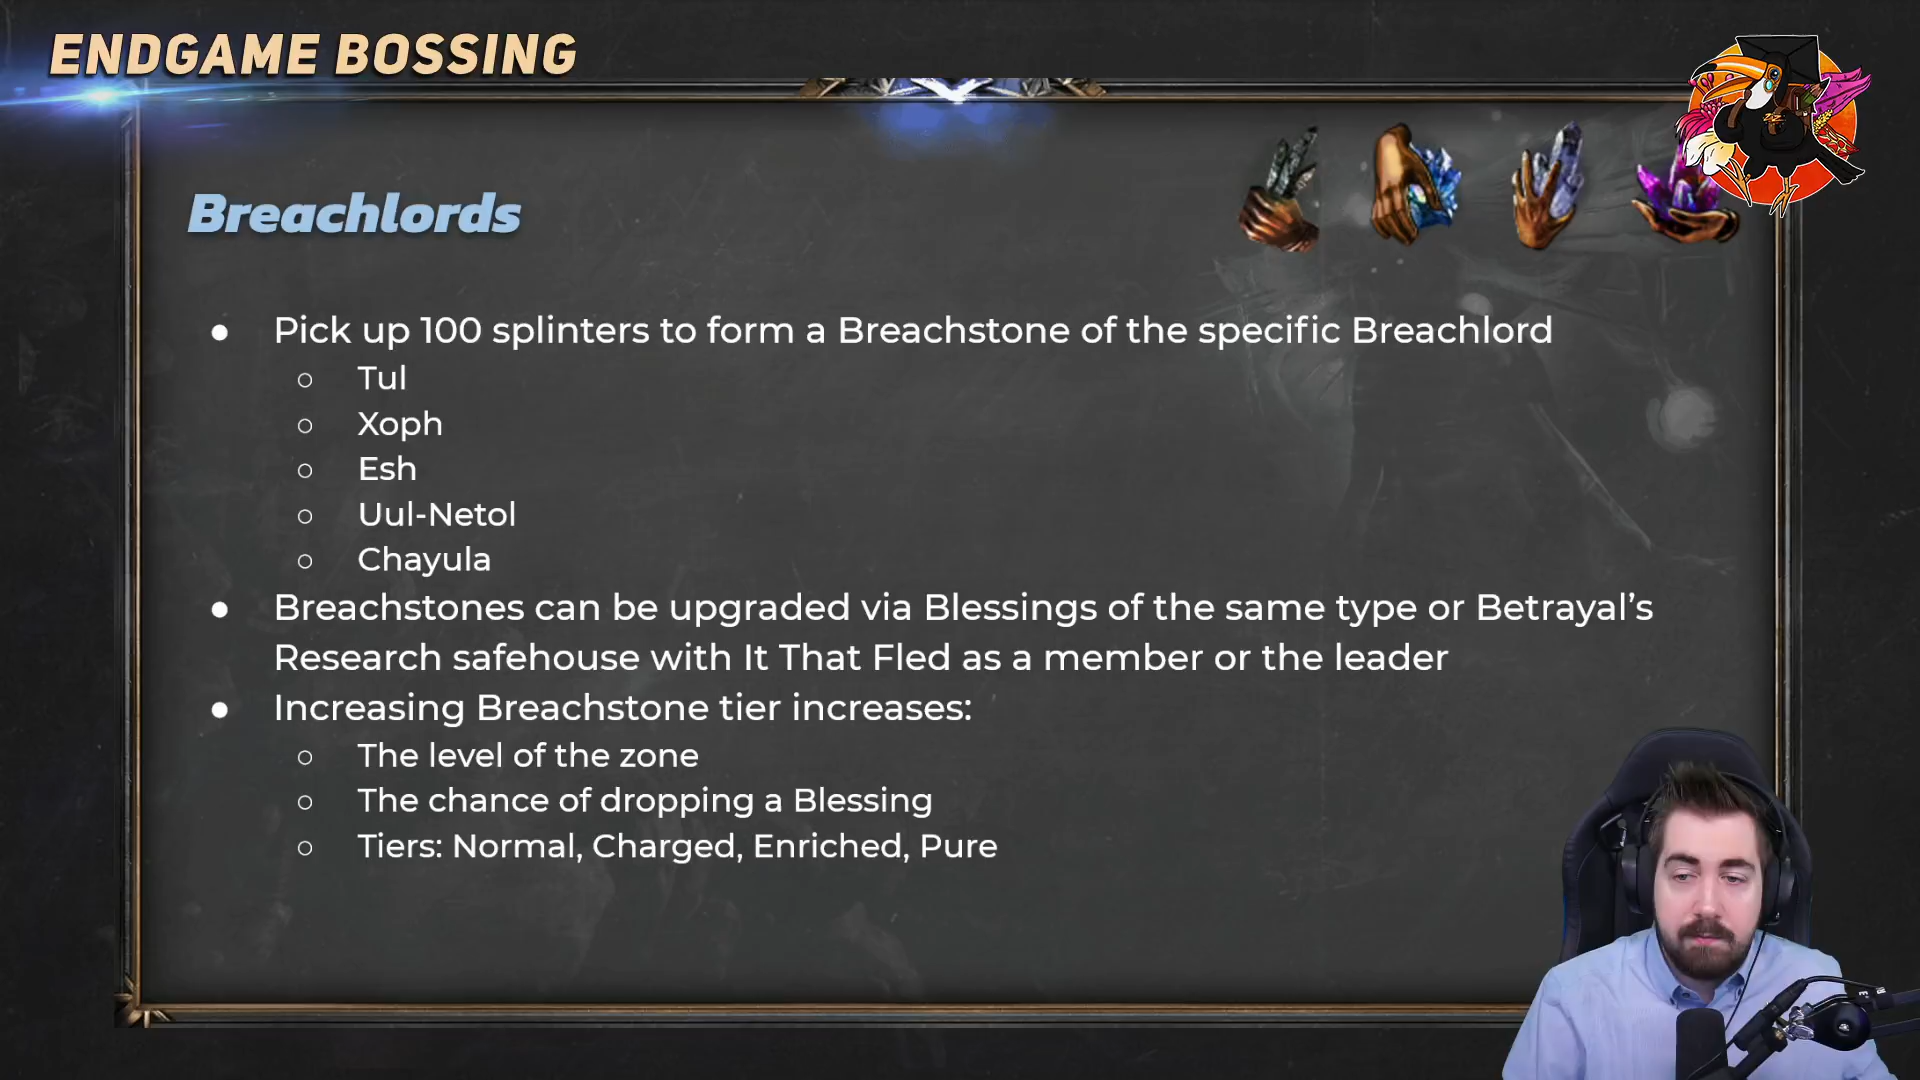 ENDGAME BOSSING
Breachlords
● Pick up 100 splinters to form a Breachstone of the specific Breachlord
○ Tul
○ Xoph
○ Esh
○ Uul-Netol
○ Chayula
● Breachstones can be upgraded via Blessings of the same type or Betrayal’s
Research safehouse with It That Fled as a member or the leader
● Increasing Breachstone tier increases:
○ The level of the zone
○ The chance of dropping a Blessing
○ Tiers: Normal, Charged, Enriched, Pure